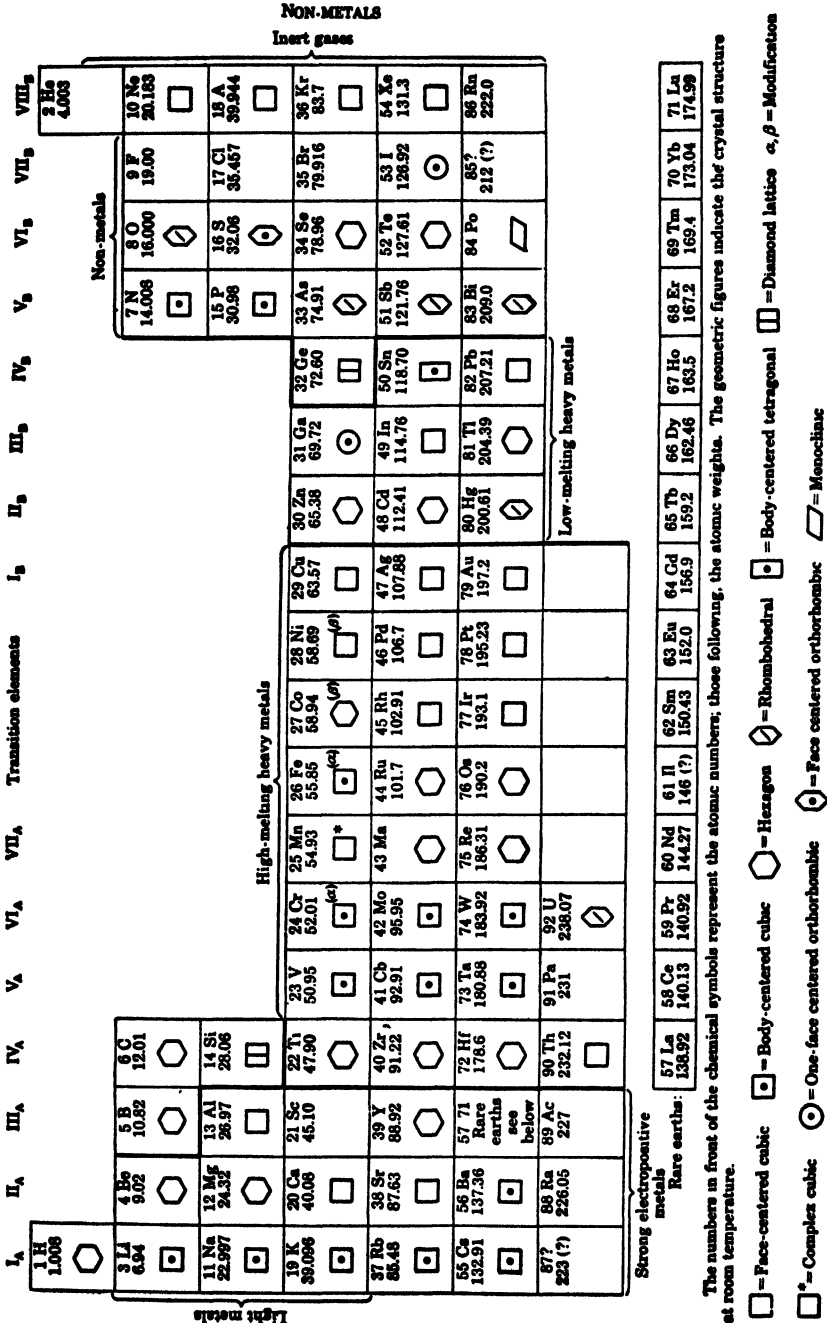 NON-METALS
Inert gases
I_A II_A III_A IV_A V_A VI_A VII_A Transition elements I_B II_B III_B IV_B V_B VI_B VII_B VIII_B
Non-metals
1 H 1.008
2 He 4.003
Light metals
3 Li 6.94
4 Be 9.02
5 B 10.82
6 C 12.01
7 N 14.008
8 O 16.000
9 F 19.00
10 Ne 20.183
11 Na 22.997
12 Mg 24.32
13 Al 26.97
14 Si 28.06
15 P 30.98
16 S 32.06
17 Cl 35.457
18 A 39.944
High-melting heavy metals
19 K 39.096
20 Ca 40.08
21 Sc 45.10
22 Ti 47.90
23 V 50.95
24 Cr 52.01 (α)
25 Mn 54.93 *
26 Fe 55.85 (α)
27 Co 58.94 (β)
28 Ni 58.69 (β)
29 Cu 63.57
30 Zn 65.38
31 Ga 69.72
32 Ge 72.60
33 As 74.91
34 Se 78.96
35 Br 79.916
36 Kr 83.7
37 Rb 85.48
38 Sr 87.63
39 Y 88.92
40 Zr, 91.22
41 Cb 92.91
42 Mo 95.95
43 Ma
44 Ru 101.7
45 Rh 102.91
46 Pd 106.7
47 Ag 107.88
48 Cd 112.41
49 In 114.76
50 Sn 118.70
51 Sb 121.76
52 Te 127.61
53 I 126.92
54 Xe 131.3
55 Cs 132.91
56 Ba 137.36
57 71 Rare earths see below
72 Hf 178.6
73 Ta 180.88
74 W 183.92
75 Re 186.31
76 Os 190.2
77 Ir 193.1
78 Pt 195.23
79 Au 197.2
80 Hg 200.61
81 Tl 204.39
82 Pb 207.21
83 Bi 209.0
84 Po
85? 212 (?)
86 Rn 222.0
87? 223 (?)
88 Ra 226.05
89 Ac 227
90 Th 232.12
91 Pa 231
92 U 238.07
Low-melting heavy metals
Strong electropositive metals
Rare earths:
57 La 138.92
58 Ce 140.13
59 Pr 140.92
60 Nd 144.27
61 Il 146 (?)
62 Sm 150.43
63 Eu 152.0
64 Gd 156.9
65 Tb 159.2
66 Dy 162.46
67 Ho 163.5
68 Er 167.2
69 Tm 169.4
70 Yb 173.04
71 Lu 174.99
The numbers in front of the chemical symbols represent the atomic numbers; those following, the atomic weights. The geometric figures indicate the crystal structure
at room temperature.
= Face-centered cubic = Body-centered cubic = Hexagon = Rhombohedral = Body-centered tetragonal = Diamond lattice α, β = Modification
* = Complex cubic = One-face centered orthorhombic = Face centered orthorhombic = Monoclinic